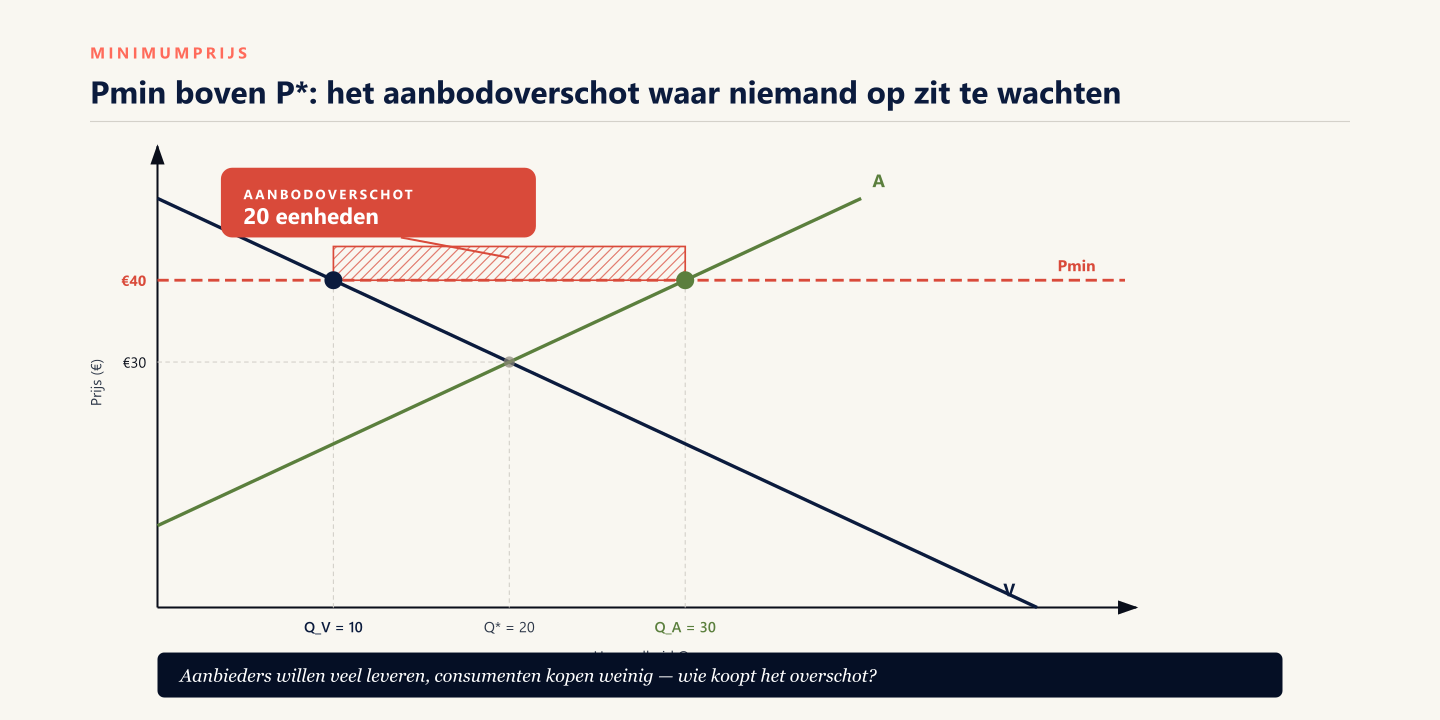 MINIMUMPRIJS
Pmin boven P*: het aanbodoverschot waar niemand op zit te wachten
AANBODOVERSCHOT
20 eenheden
A
Pmin
€40
€30
Prijs (€)
V
Q_V = 10
Q* = 20
Q_A = 30
Aanbieders willen veel leveren, consumenten kopen weinig — wie koopt het overschot?